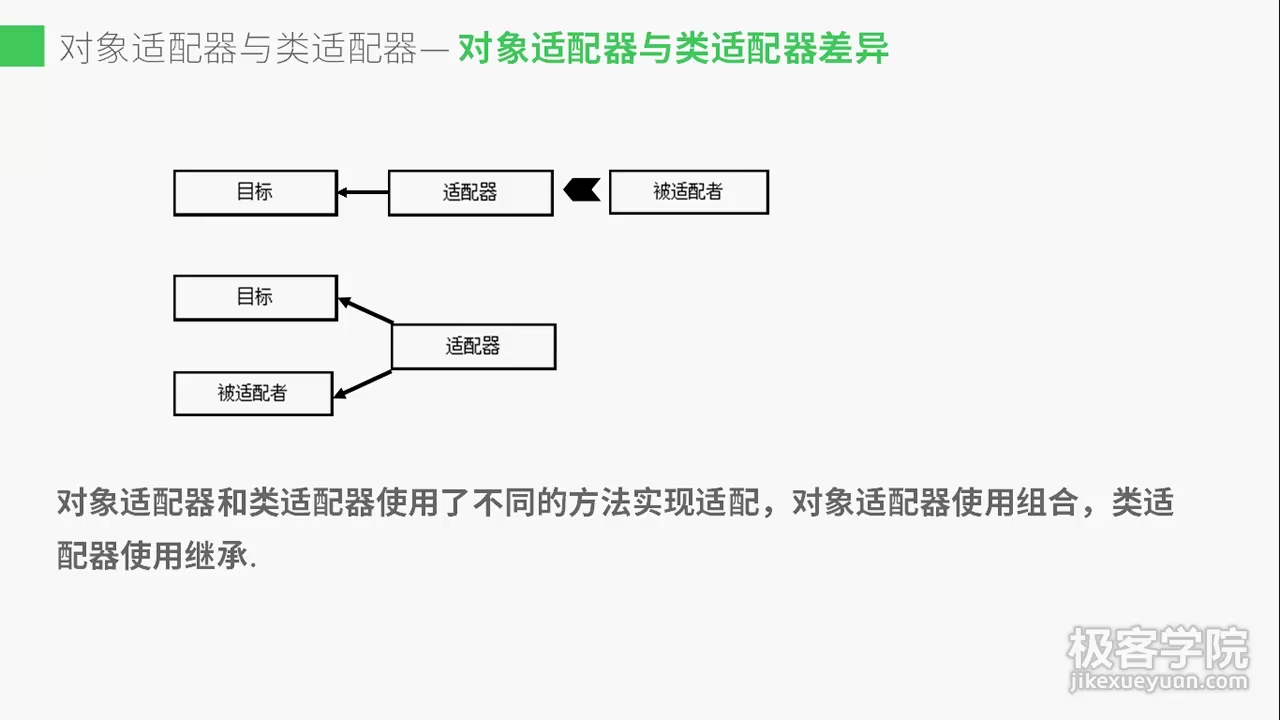 对象适配器与类适配器— 对象适配器与类适配器差异
目标
适配器
被适配者
目标
适配器
被适配者
对象适配器和类适配器使用了不同的方法实现适配，对象适配器使用组合，类适
配器使用继承.
极客学院
jikexueyuan.com